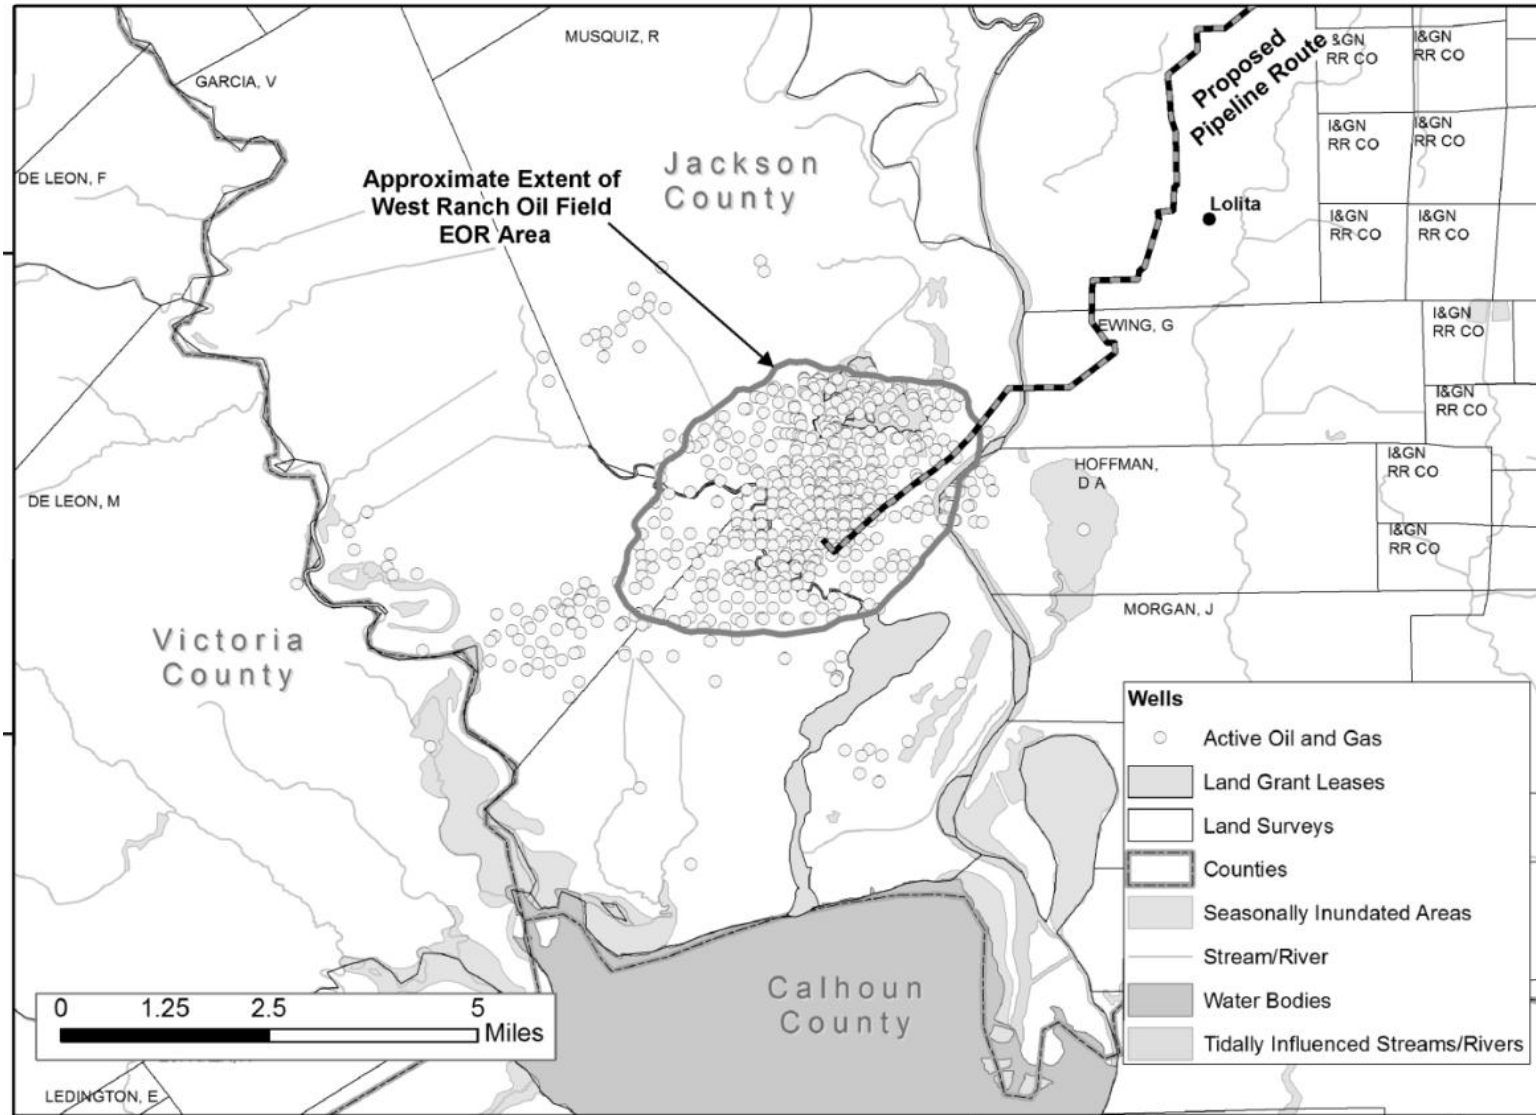 MUSQUIZ, R
GARCIA, V
DE LEON, F
Jackson
County
Approximate Extent of
West Ranch Oil Field
EOR Area
Proposed
Pipeline Route
Lolita
&GN
RR CO
I&GN
RR CO
I&GN
RR CO
I&GN
RR CO
I&GN
RR CO
I&GN
RR CO
EWING, G
I&GN
RR CO
I&GN
RR CO
HOFFMAN,
D A
I&GN
RR CO
I&GN
RR CO
DE LEON, M
MORGAN, J
Victoria
County
Calhoun
County
Wells
Active Oil and Gas
Land Grant Leases
Land Surveys
Counties
Seasonally Inundated Areas
Stream/River
Water Bodies
Tidally Influenced Streams/Rivers
0 1.25 2.5 5
Miles
LEDINGTON, E